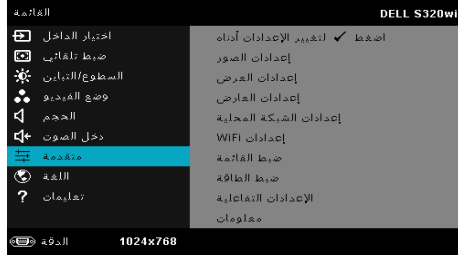 القائمة
DELL S320wi
اختيار الداخل
ضبط تلقائي
السطوع/التباين
وضع الفيديو
الحجم
دخل الصوت
متقدمة
اللغة
تعليمات
اضغط ✔ لتغيير الإعدادات أدناه
إعدادات الصور
إعدادات العرض
إعدادات العارض
إعدادات الشبكة المحلية
إعدادات WiFi
ضبط القائمة
ضبط الطاقة
الإعدادات التفاعلية
معلومات
الدقة 1024x768